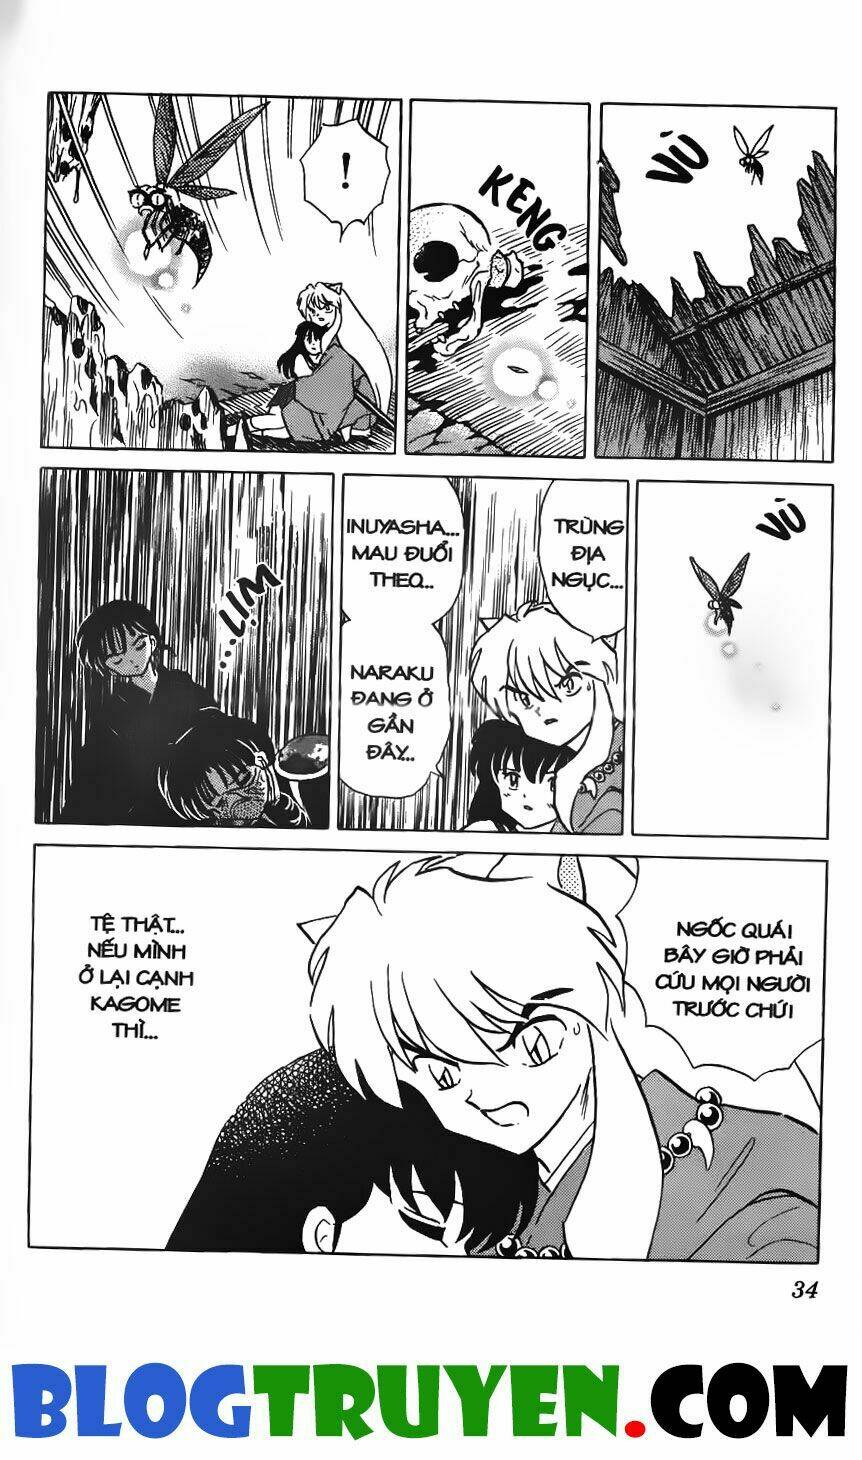 VÙ
KENG
!
VÙ
TRÙNG
ĐỊA
NGỤC...
INUYASHA...
MAU ĐUỔI
THEO...
NARAKU
ĐANG Ở
GẦN
ĐÂY...
LỊM...
NGỐC QUÁ!
BÂY GIỜ PHẢI
CỨU MỌI NGƯỜI
TRƯỚC CHỨ!
TỆ THẬT...
NẾU MÌNH
Ở LẠI CẠNH
KAGOME
THÌ...
34
BLOGTRUYEN.COM